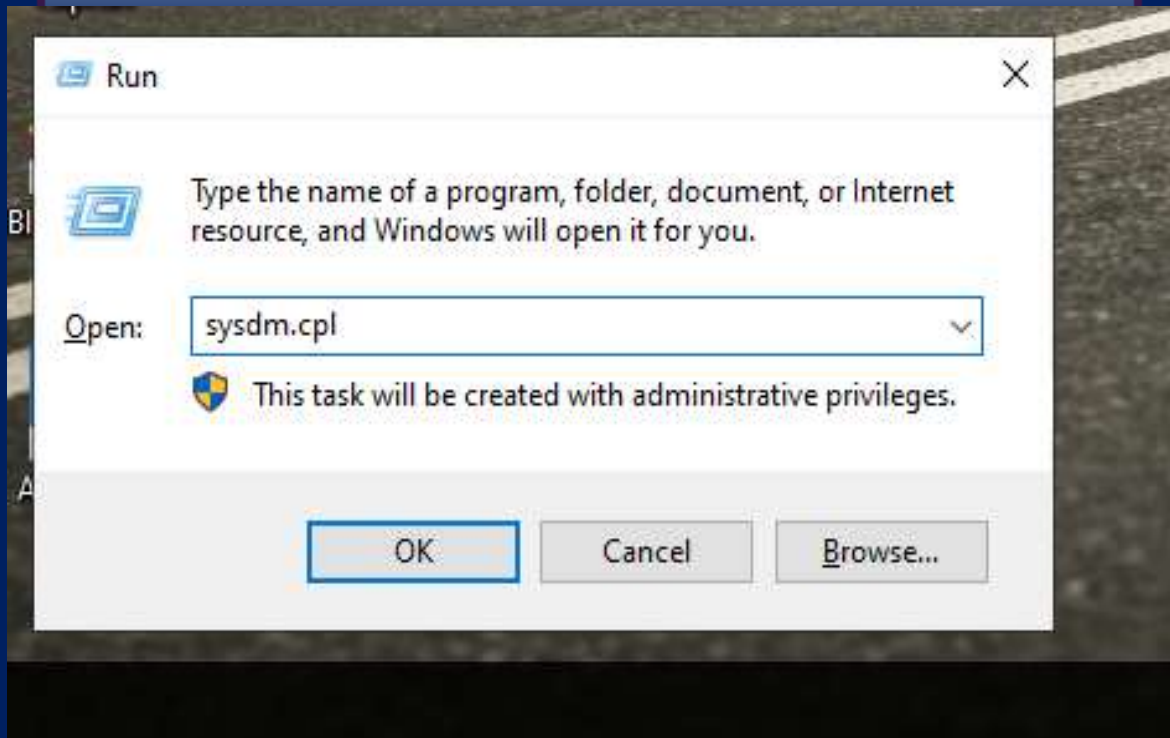 Run
Type the name of a program, folder, document, or Internet
resource, and Windows will open it for you.
Open: sysdm.cpl
This task will be created with administrative privileges.
OK Cancel Browse...